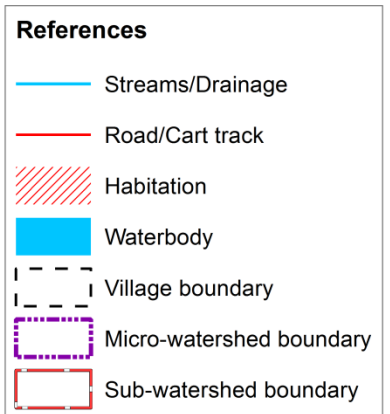 References
Streams/Drainage
Road/Cart track
Habitation
Waterbody
Village boundary
Micro-watershed boundary
Sub-watershed boundary